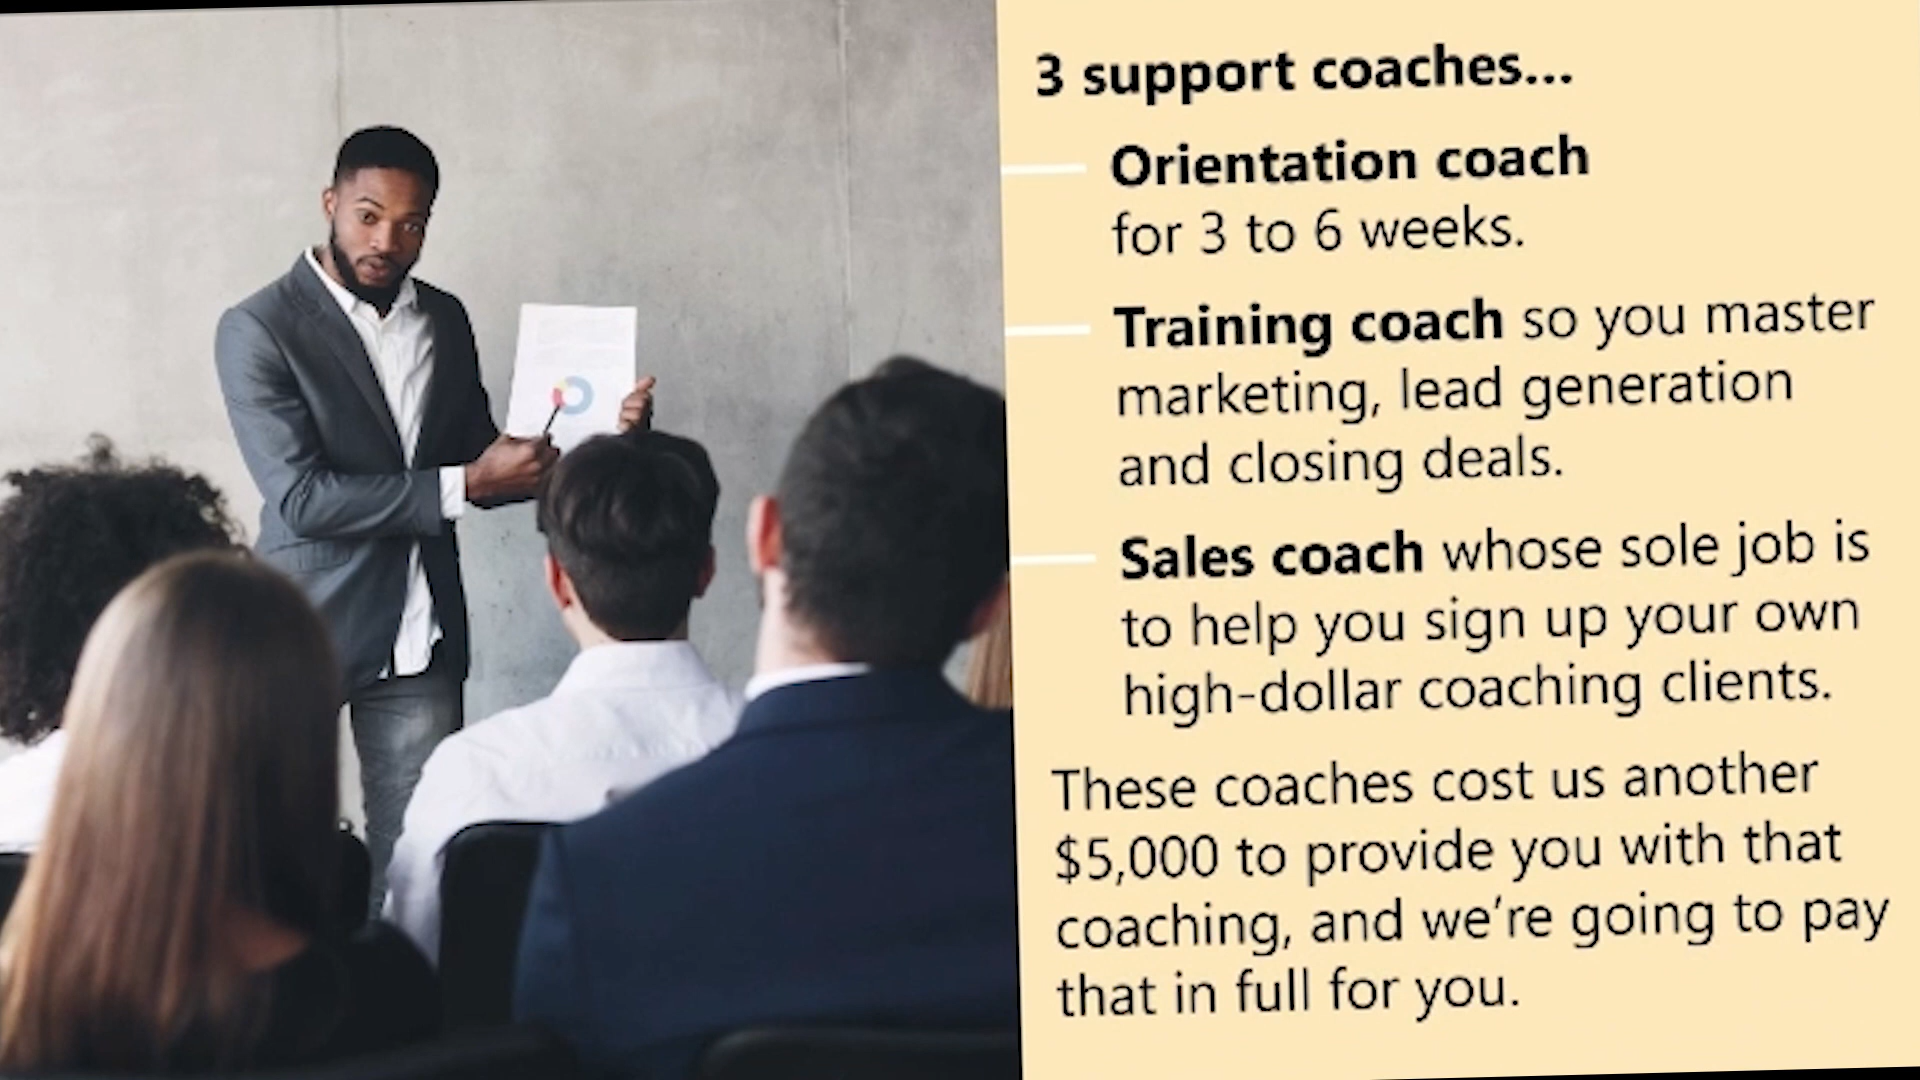 3 support coaches...
Orientation coach
for 3 to 6 weeks.
Training coach so you master
marketing, lead generation
and closing deals.
Sales coach whose sole job is
to help you sign up your own
high-dollar coaching clients.
These coaches cost us another
$5,000 to provide you with that
coaching, and we're going to pay
that in full for you.